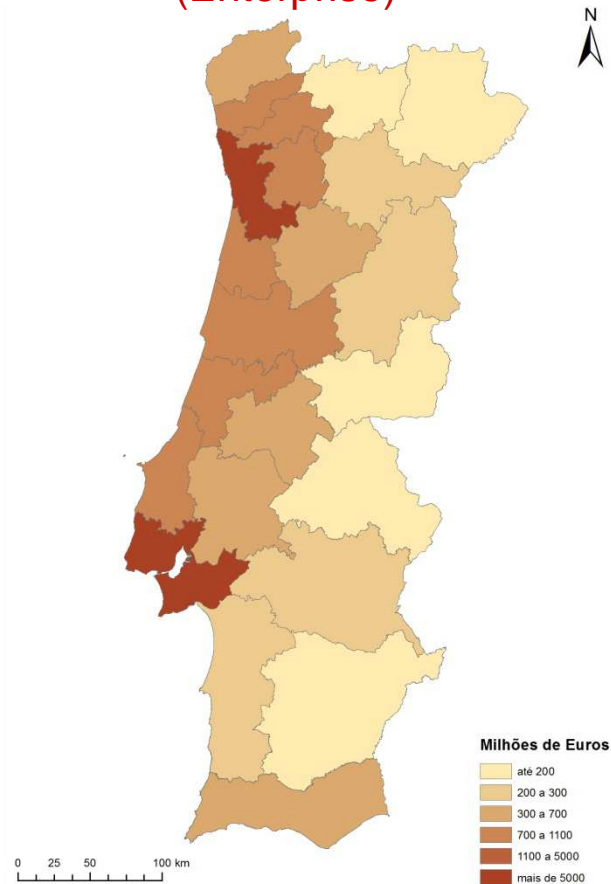 (Enterprise)
N
Milhões de Euros
até 200
200 a 300
300 a 700
700 a 1100
1100 a 5000
mais de 5000
0 25 50 100 km